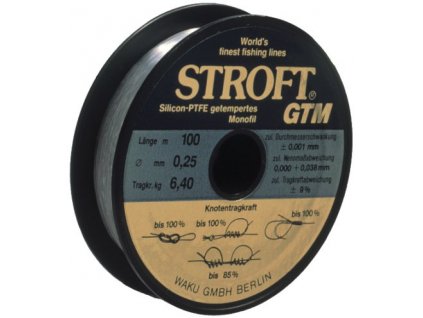 World's
finest fishing lines
STROFT®
GTM
Silicon-PTFE getempertes
Monofil
Länge m 100
Ø mm 0,25
Tragkr. kg 6,40
zul. Durchmesserschwankung
± 0,001 mm
zul. Nennmaßabweichung
0,000 + 0,038 mm
zul. Tragkraftabweichung
± 9%
Knotentragkraft
bis 100% bis 100% bis 100%
bis 85%
WAKU GMBH BERLIN